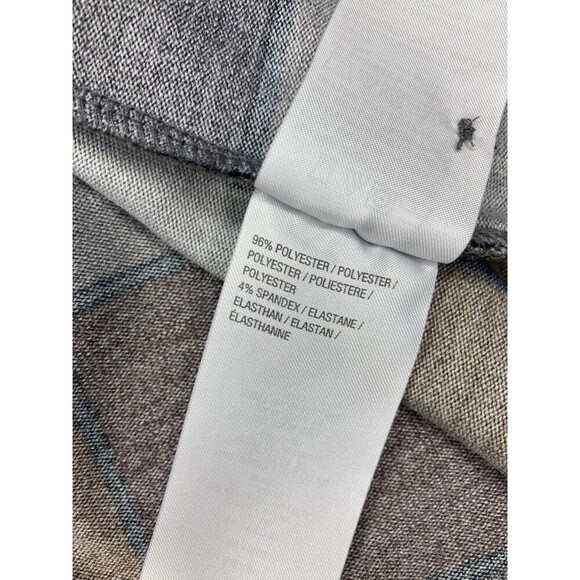 96% POLYESTER / POLYESTER /
POLYESTER / POLIESTERE /
POLYESTER
4% SPANDEX / ELASTANE /
ELASTHAN / ELASTAN /
ÉLASTHANNE